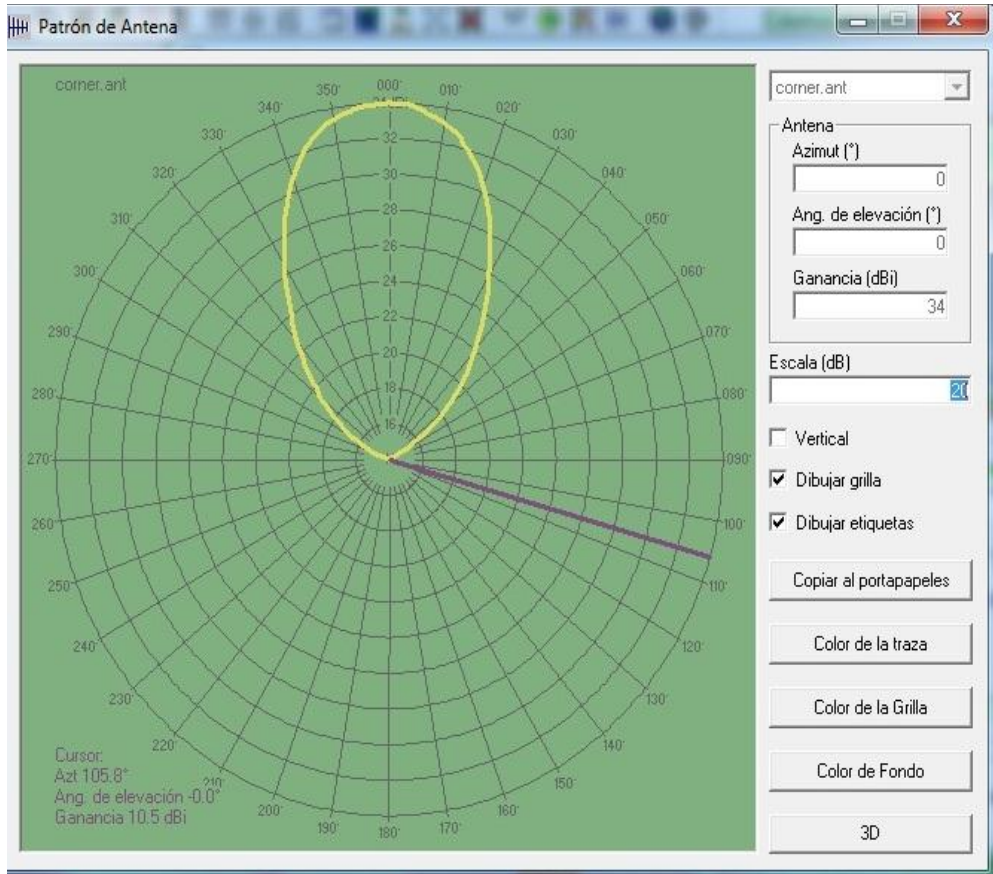 Patrón de Antena
corner.ant
000°
010°
020°
030°
040°
050°
060°
070°
080°
090°
100°
110°
120°
130°
140°
150°
160°
170°
180°
190°
200°
210°
220°
230°
240°
250°
260°
270°
280°
290°
300°
310°
320°
330°
340°
350°
32
30
28
26
24
22
20
18
16
Cursor:
Azt 105.8°
Ang. de elevación -0.0°
Ganancia 10.5 dBi
corner.ant
Antena
Azimut (°)
0
Ang. de elevación (°)
0
Ganancia (dBi)
34
Escala (dB)
20
Vertical
Dibujar grilla
Dibujar etiquetas
Copiar al portapapeles
Color de la traza
Color de la Grilla
Color de Fondo
3D